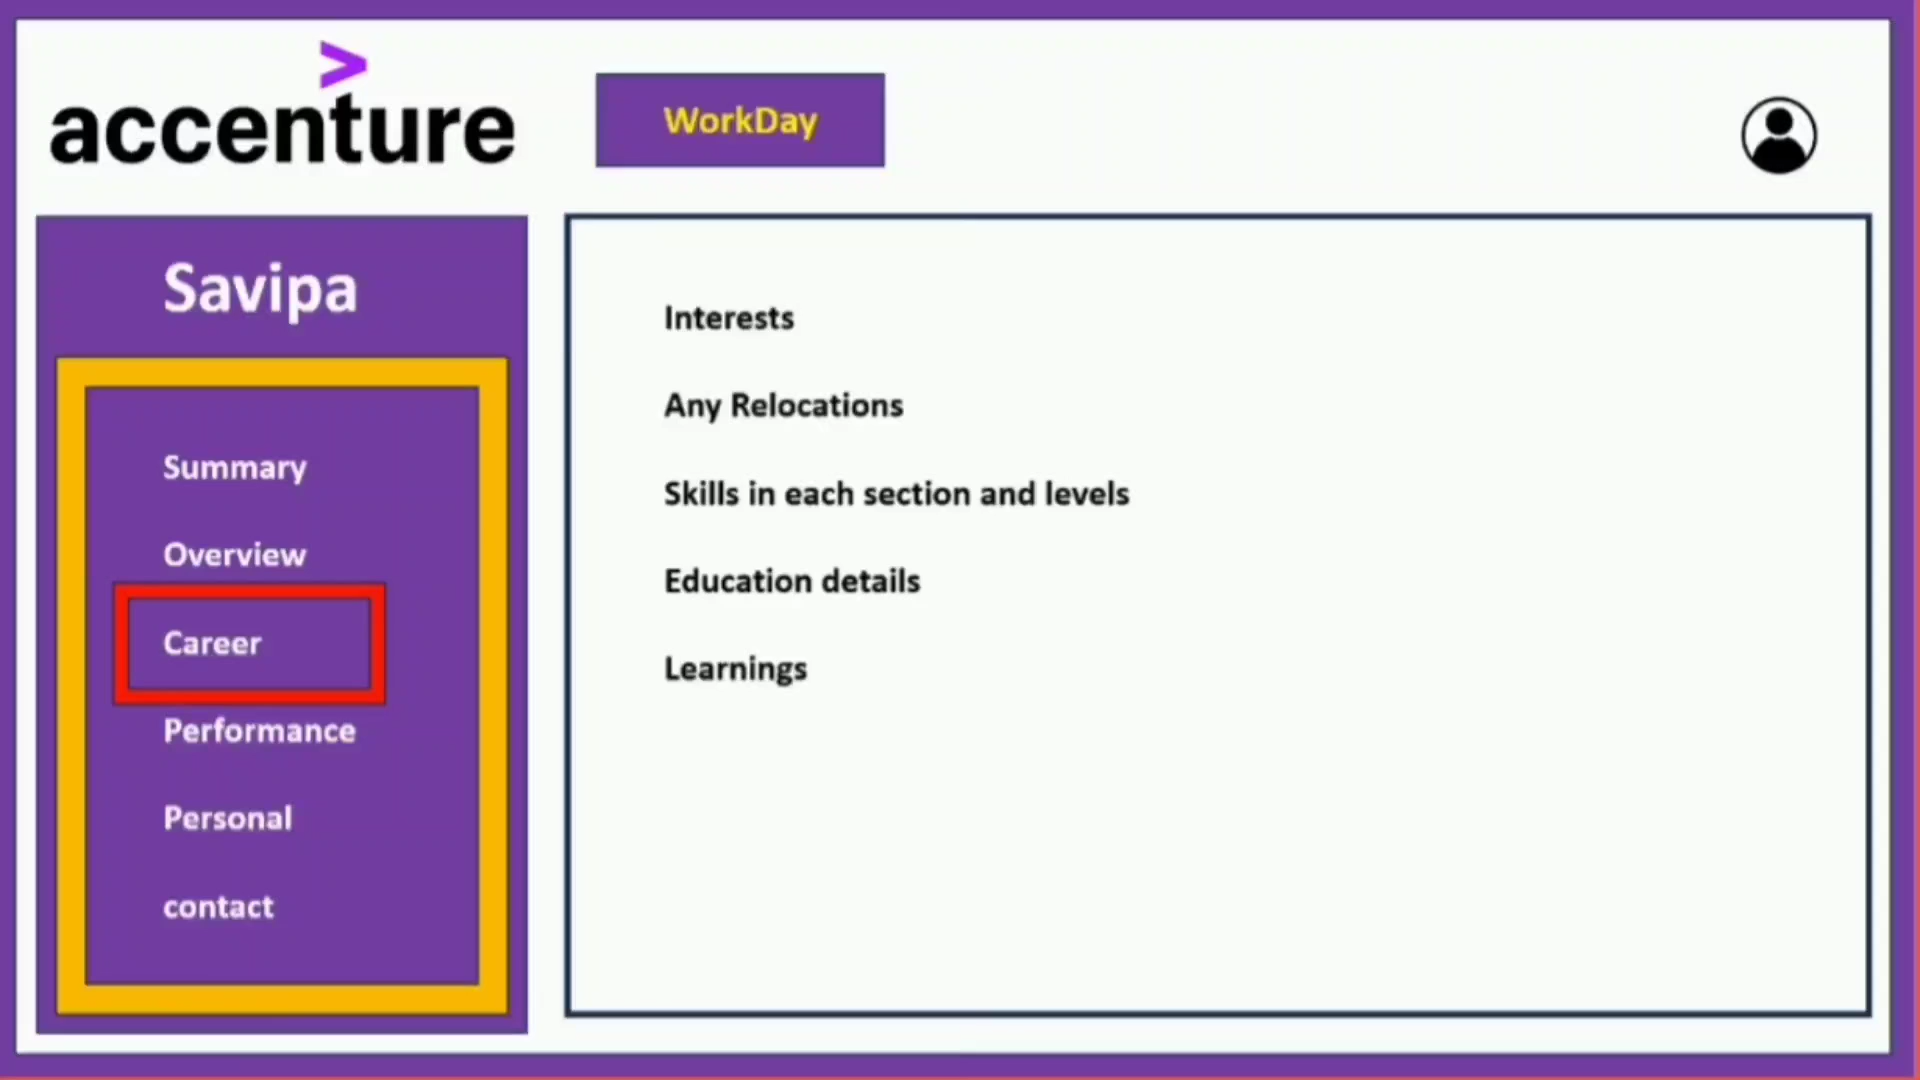 accenture
WorkDay
Savipa
Summary
Overview
Career
Performance
Personal
contact
Interests
Any Relocations
Skills in each section and levels
Education details
Learnings